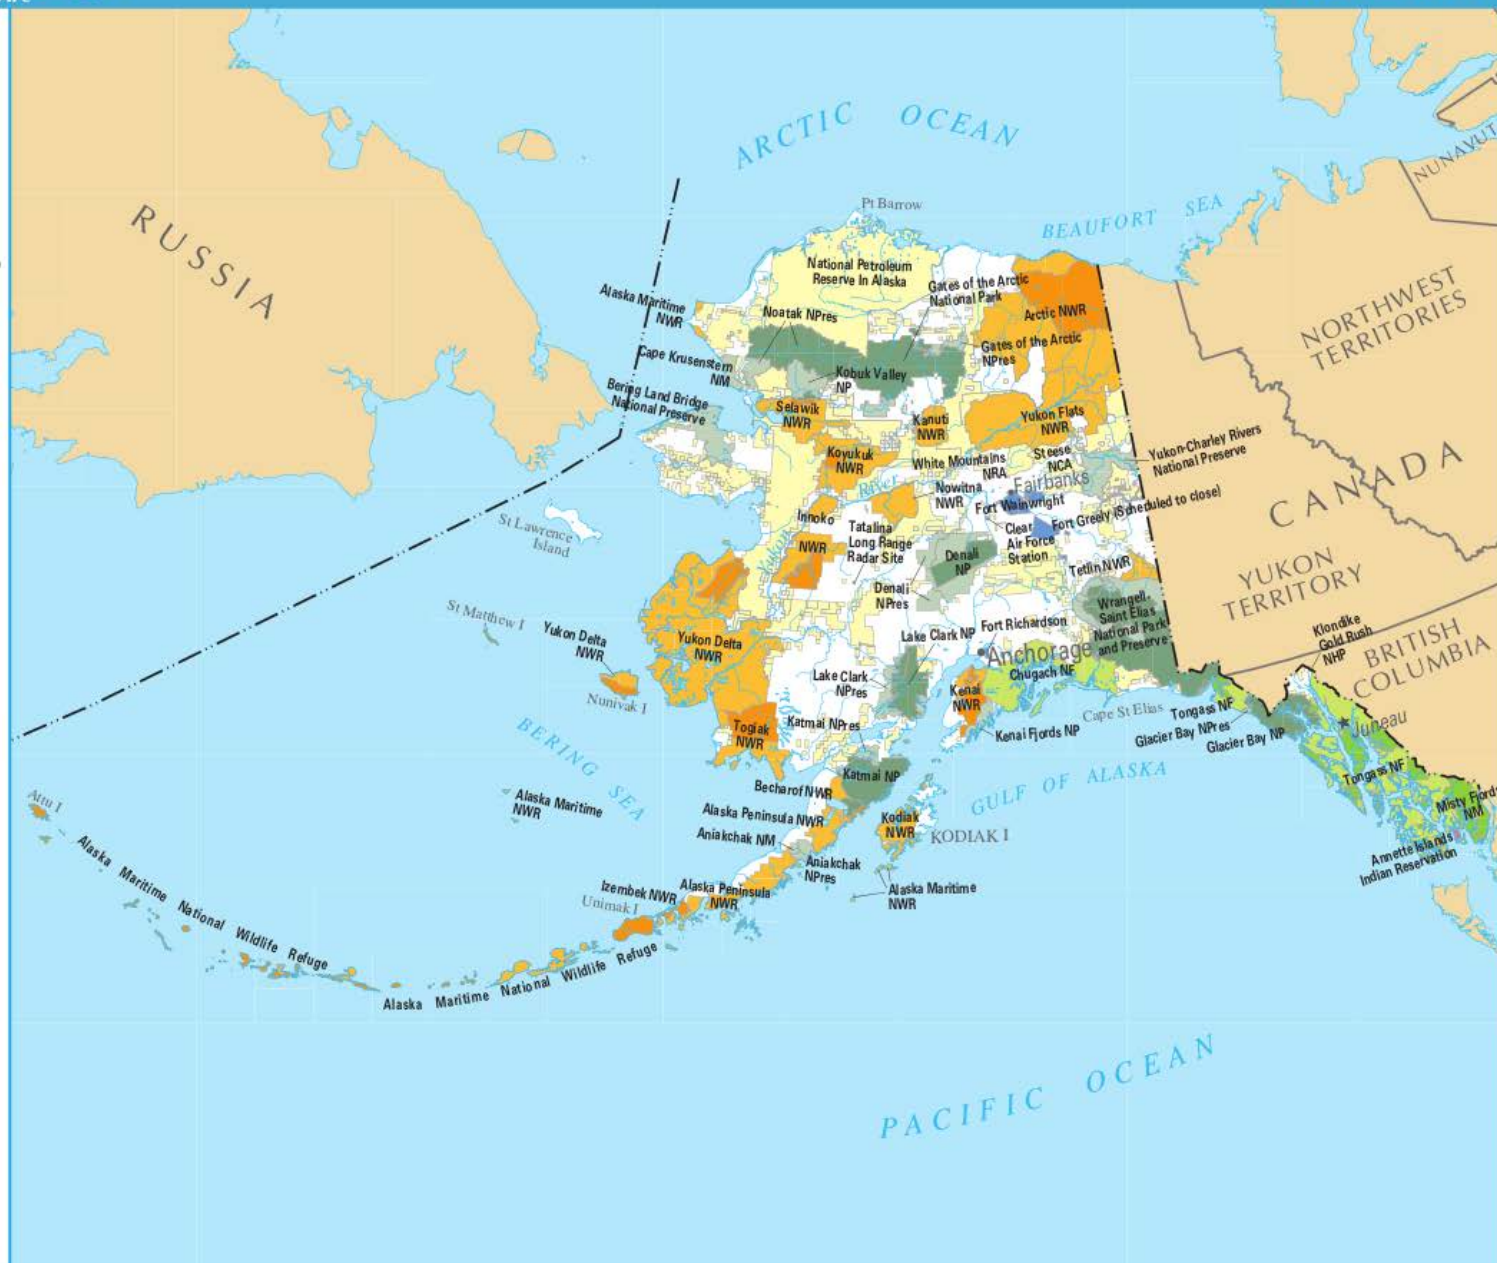 ARCTIC OCEAN
Pt Barrow
BEAUFORT SEA
NUNAVUT
RUSSIA
National Petroleum
Reserve In Alaska
Gates of the Arctic
National Park
Alaska Maritime
NWR
Noatak NPres
Arctic NWR
NORTHWEST
TERRITORIES
Gates of the Arctic
NPres
Cape Krusenstern
NM
Kobuk Valley
NP
Bering Land Bridge
National Preserve
Selawik
NWR
Kanuti
NWR
Yukon Flats
NWR
Koyukuk
NWR
White Mountains
NRA
Steese
NCA
Yukon-Charley Rivers
National Preserve
CANADA
River
Nowitna
NWR
Fairbanks
Fort Wainwright
Fort Greely (Scheduled to close)
St Lawrence
Island
Innoko
NWR
Tatalina
Long Range
Radar Site
Clear
Air Force
Station
Yukon
Denali
NP
Tetlin NWR
YUKON
TERRITORY
Denali
NPres
Wrangell,
Saint Elias
National Park
and Preserve
St Matthew I
Yukon Delta
NWR
Yukon Delta
NWR
Lake Clark NP
Fort Richardson
Klondike
Gold Rush
NHP
BRITISH
COLUMBIA
Anchorage
Chugach NF
Lake Clark
NPres
Kenai
NWR
Nunivak I
Cape St Elias
Tongass NF
Togiak
NWR
Katmai NPres
Kenai Fjords NP
Glacier Bay NPres
Glacier Bay NP
Juneau
BERING SEA
GULF OF ALASKA
Katmai NP
Tongass NF
Becharof NWR
Attu I
Alaska Maritime
NWR
Alaska Peninsula NWR
Kodiak
NWR
KODIAK I
Misty Fjords
NM
Aniakchak NM
Aniakchak
NPres
Annette Islands
Indian Reservation
Alaska Maritime National Wildlife Refuge
Izembek NWR
Alaska Peninsula
NWR
Alaska Maritime
NWR
Unimak I
Alaska Maritime National Wildlife Refuge
PACIFIC OCEAN